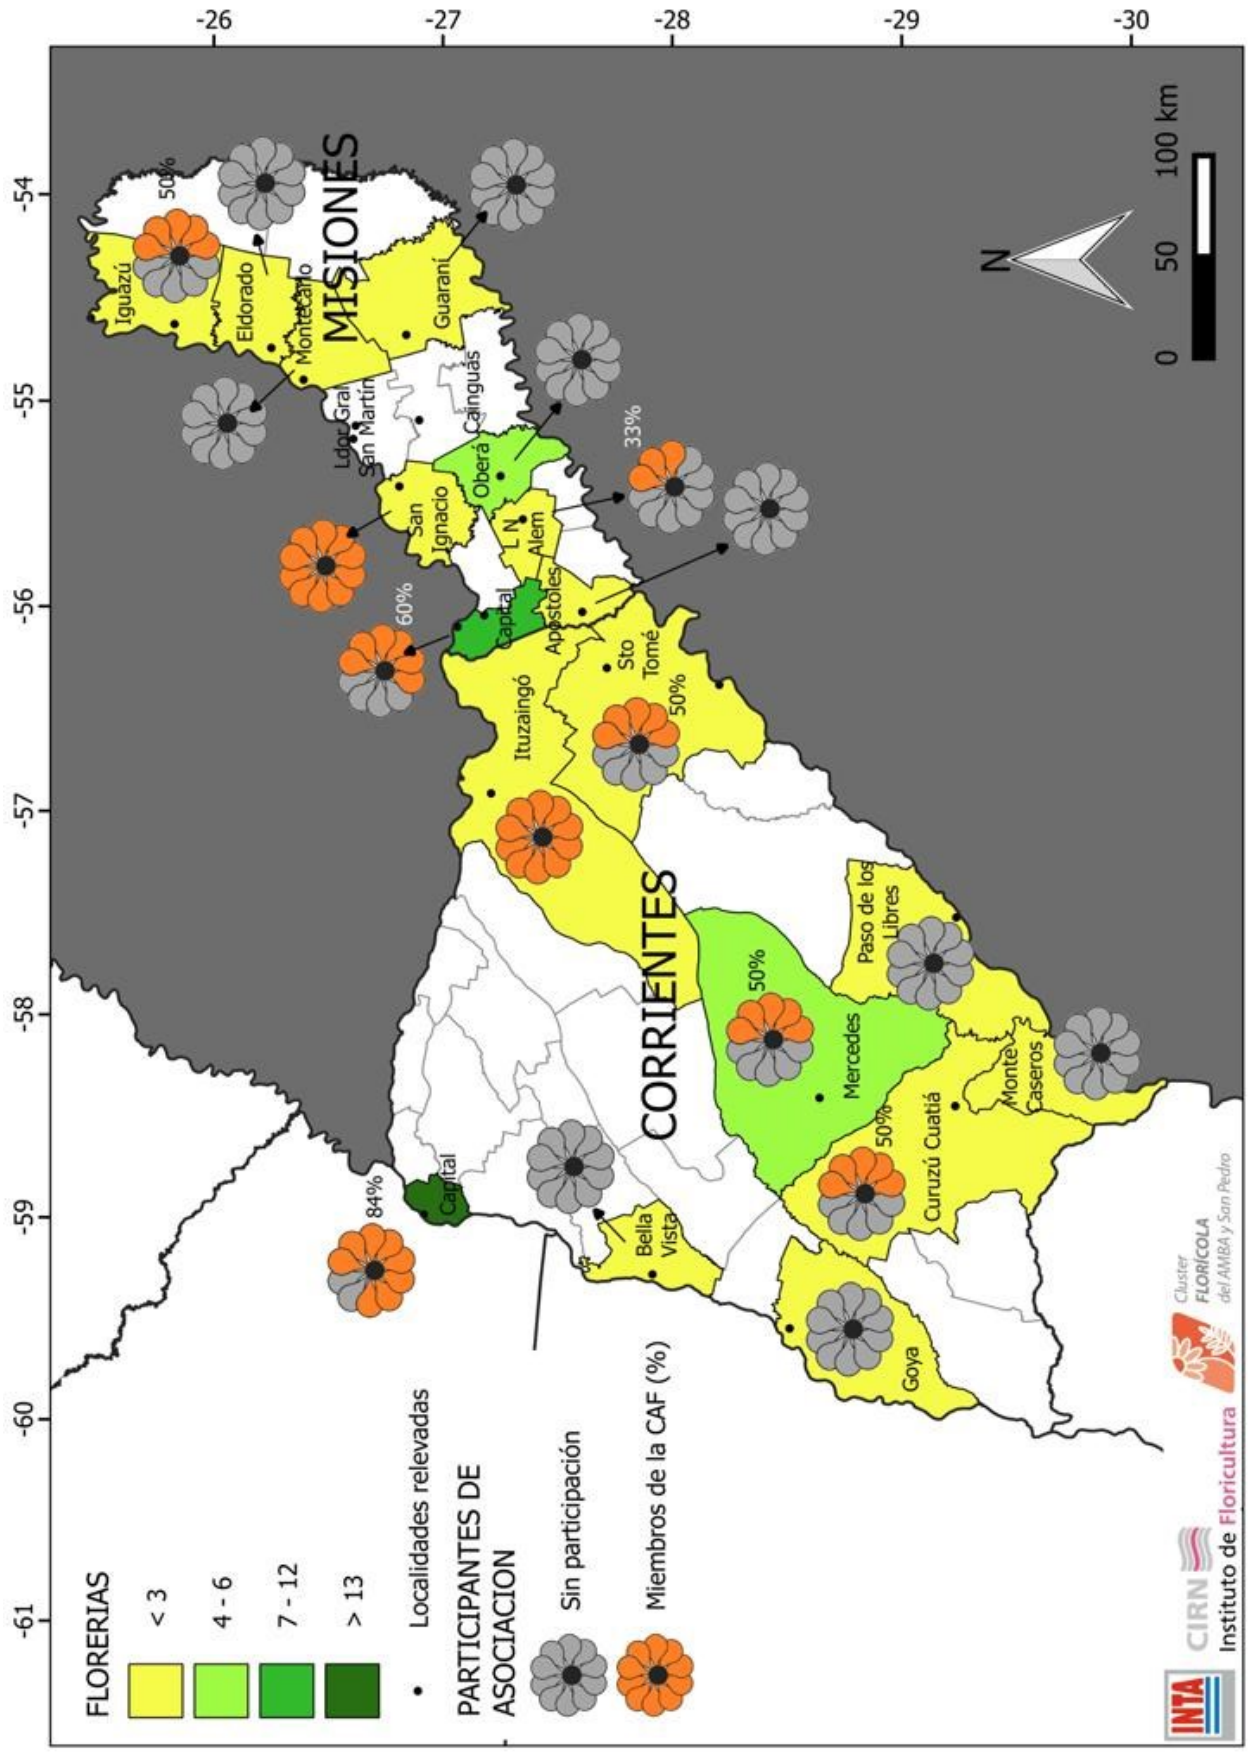 -61
-60
-59
-58
-57
-56
-55
-54
-26
-27
-28
-29
-30
FLORERIAS
< 3
4 - 6
7 - 12
> 13
Localidades relevadas
PARTICIPANTES DE
ASOCIACION
Sin participación
Miembros de la CAF (%)
MISIONES
Iguazú
50%
Eldorado
Montecarlo
Guaraní
Ldor Gral
San Martín
Cainguás
San
Ignacio
Oberá
L N
Alem
33%
60%
Capital
Apóstoles
CORRIENTES
Ituzaingó
Sto
Tomé
50%
84%
Capital
Bella
Vista
50%
Mercedes
Paso de los
Libres
50%
Curuzú Cuatiá
Monte
Caseros
Goya
N
0
50
100 km
INTA
CIRN
Instituto de Floricultura
Cluster
FLORÍCOLA
del AMBA y San Pedro